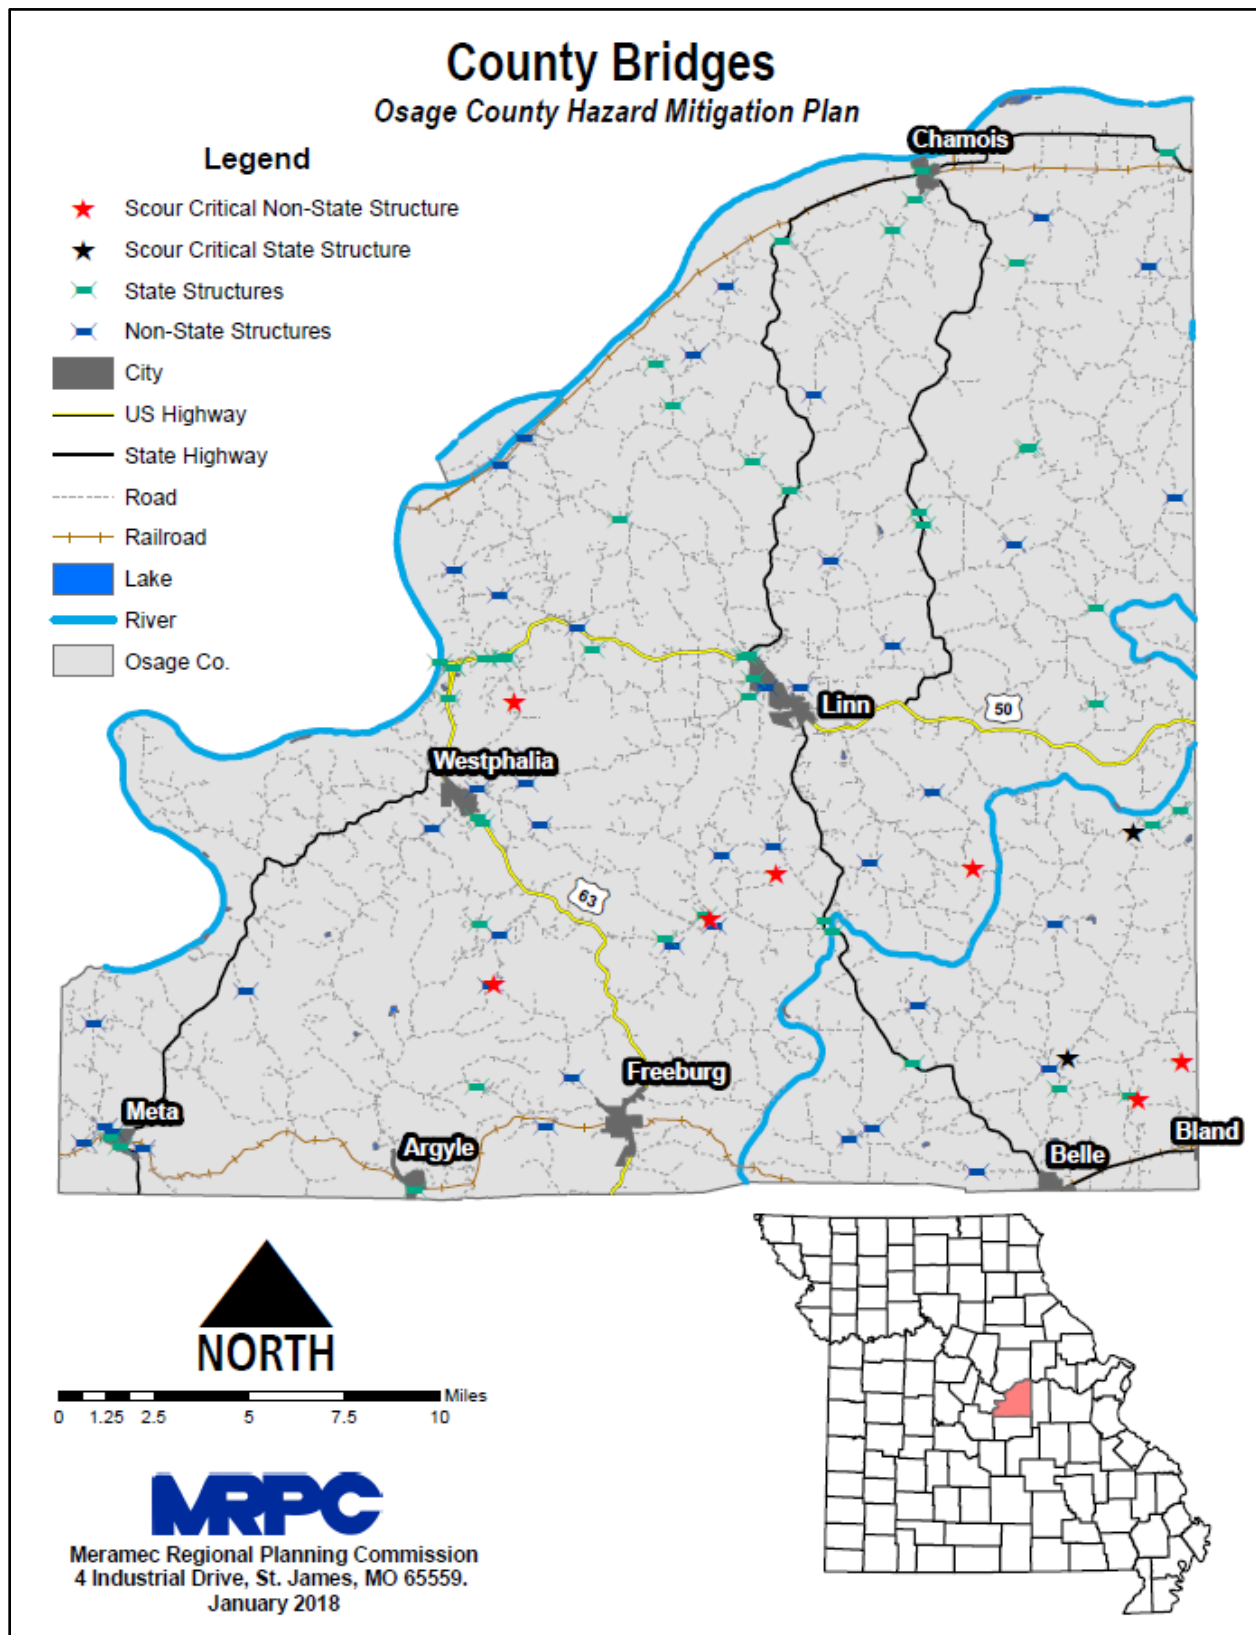 County Bridges
Osage County Hazard Mitigation Plan
Legend
Scour Critical Non-State Structure
Scour Critical State Structure
State Structures
Non-State Structures
City
US Highway
State Highway
Road
Railroad
Lake
River
Osage Co.
Chamois
Linn
50
Westphalia
63
Freeburg
Meta
Argyle
Bland
Belle
NORTH
Miles
0 1.25 2.5 5 7.5 10
MRPC
Meramec Regional Planning Commission
4 Industrial Drive, St. James, MO 65559.
January 2018